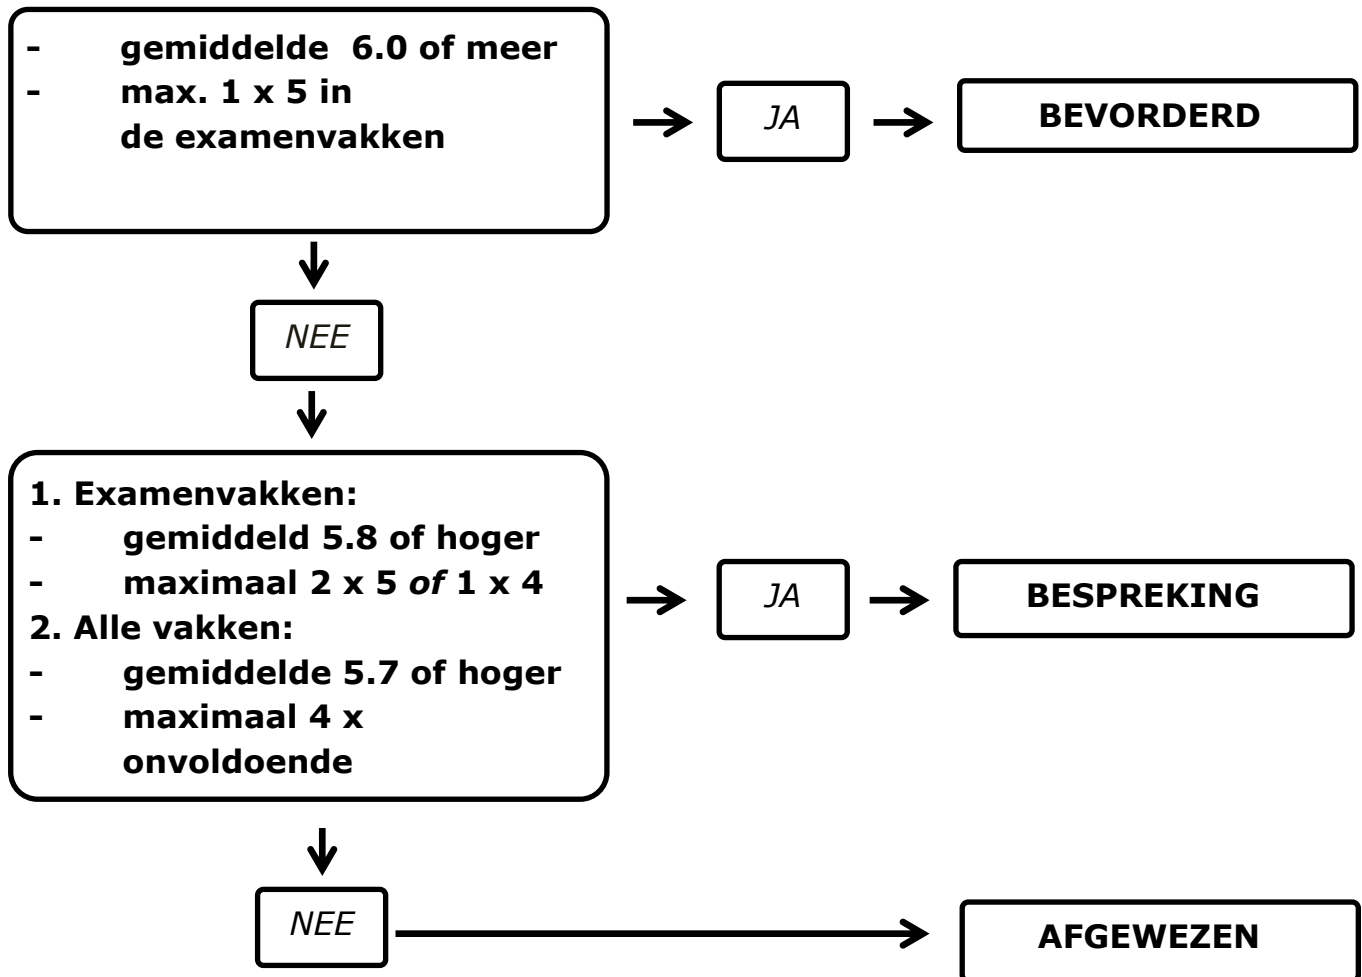 - gemiddelde 6.0 of meer
- max. 1 x 5 in
de examenvakken
JA
BEVORDERD
NEE
1. Examenvakken:
- gemiddeld 5.8 of hoger
- maximaal 2 x 5 of 1 x 4
2. Alle vakken:
- gemiddelde 5.7 of hoger
- maximaal 4 x
onvoldoende
JA
BESPREKING
NEE
AFGEWEZEN